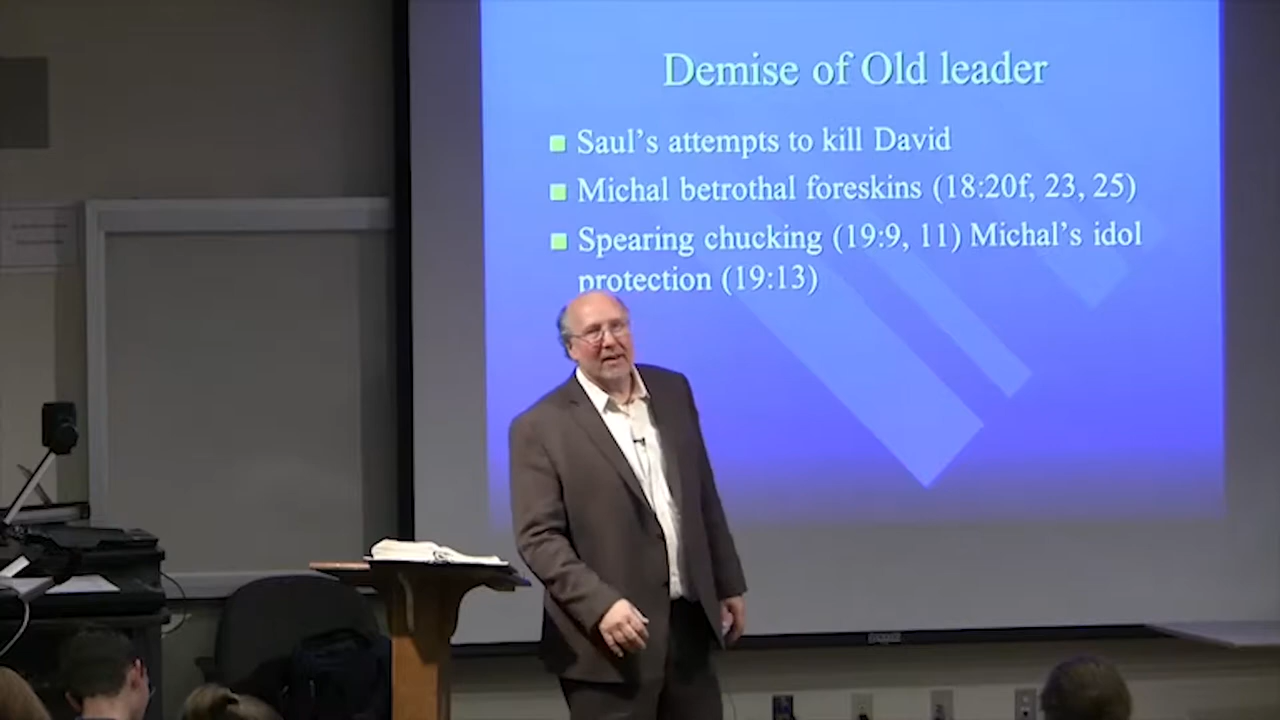 Demise of Old leader
Saul's attempts to kill David
Michal betrothal foreskins (18:20f, 23, 25)
Spearing chucking (19:9, 11) Michal's idol
protection (19:13)